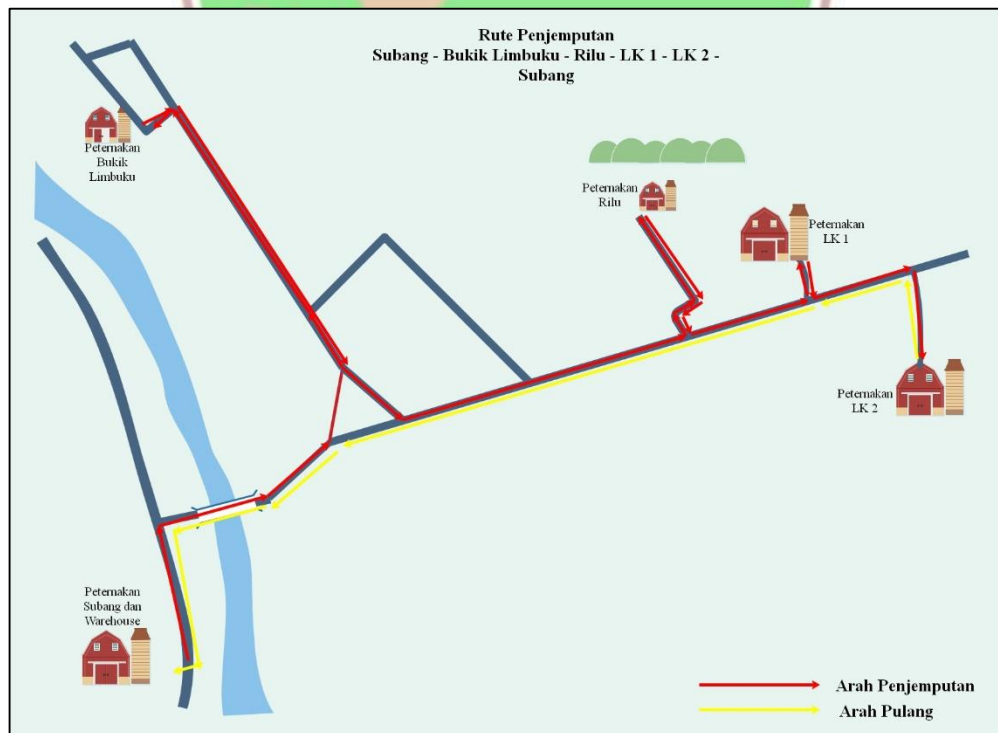 Rute Penjemputan
Subang - Bukik Limbuku - Rilu - LK 1 - LK 2 -
Subang
Peternakan
Bukik
Limbuku
Peternakan
Rilu
Peternakan
LK 1
Peternakan
LK 2
Peternakan
Subang dan
Warehouse
Arah Penjemputan
Arah Pulang